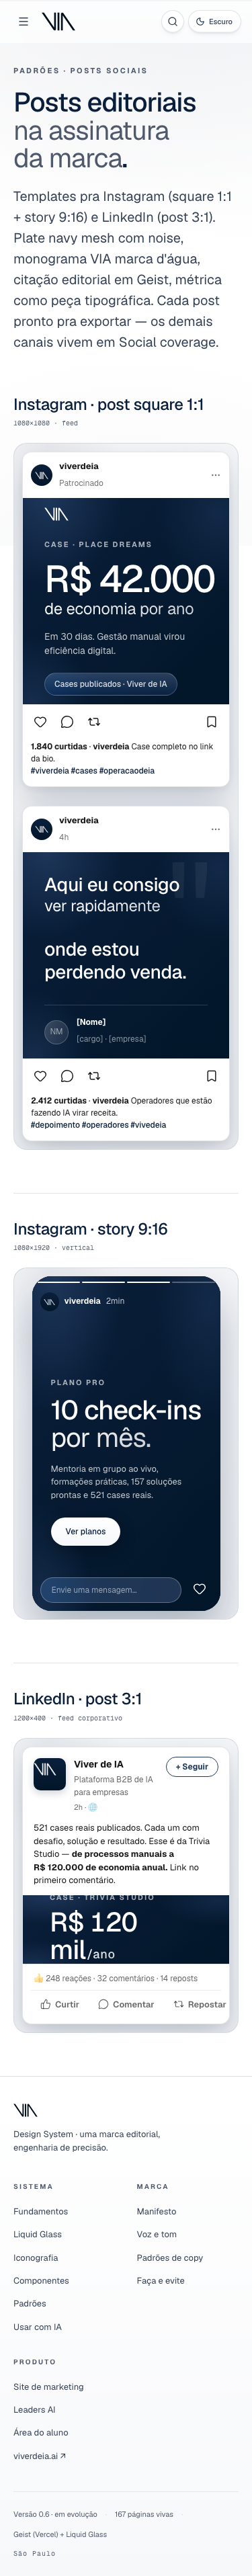 VIA
Escuro
PADRÕES · POSTS SOCIAIS
Posts editoriais
na assinatura
da marca.
Templates pra Instagram (square 1:1
+ story 9:16) e LinkedIn (post 3:1).
Plate navy mesh com noise,
monograma VIA marca d'água,
citação editorial em Geist, métrica
como peça tipográfica. Cada post
pronto pra exportar — os demais
canais vivem em Social coverage.
Instagram · post square 1:1
1080×1080 · feed
viverdeia
Patrocinado
VIA
CASE · PLACE DREAMS
R$ 42.000
de economia por ano
Em 30 dias. Gestão manual virou
eficiência digital.
Cases publicados · Viver de IA
1.840 curtidas · viverdeia Case completo no link
da bio.
#viverdeia #cases #operacaodeia
viverdeia
4h
"
Aqui eu consigo
ver rapidamente
onde estou
perdendo venda.
NM
[Nome]
[cargo] · [empresa]
2.412 curtidas · viverdeia Operadores que estão
fazendo IA virar receita.
#depoimento #operadores #vivedeia
Instagram · story 9:16
1080×1920 · vertical
viverdeia 2min
PLANO PRO
10 check-ins
por mês.
Mentoria em grupo ao vivo,
formações práticas, 157 soluções
prontas e 521 cases reais.
Ver planos
Envie uma mensagem...
LinkedIn · post 3:1
1200×400 · feed corporativo
VIA
Viver de IA
Plataforma B2B de IA
para empresas
2h · 🌐
+ Seguir
521 cases reais publicados. Cada um com
desafio, solução e resultado. Esse é da Trivia
Studio — de processos manuais a
R$ 120.000 de economia anual. Link no
primeiro comentário.
CASE · TRIVIA STUDIO
R$ 120
mil/ano
👍 248 reações · 32 comentários · 14 reposts
Curtir
Comentar
Repostar
VIA
Design System · uma marca editorial,
engenharia de precisão.
SISTEMA
Fundamentos
Liquid Glass
Iconografia
Componentes
Padrões
Usar com IA
MARCA
Manifesto
Voz e tom
Padrões de copy
Faça e evite
PRODUTO
Site de marketing
Leaders AI
Área do aluno
viverdeia.ai ↗
Versão 0.6 · em evolução
167 páginas vivas
Geist (Vercel) + Liquid Glass
São Paulo